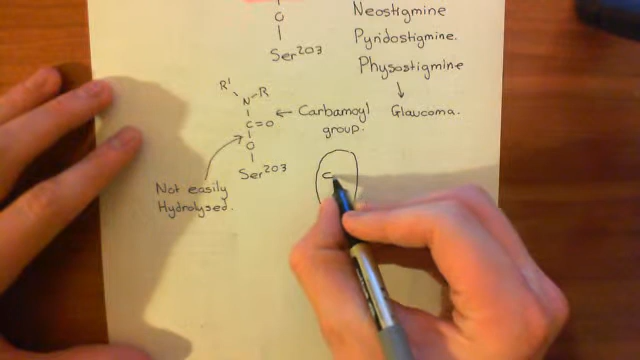 O
Ser203
Neostigmine
Pyridostigmine.
Physostigmine
Glaucoma.
R'
N
R
C=O
O
Ser203
Carbamoyl
group.
Not easily
Hydrolysed.
C